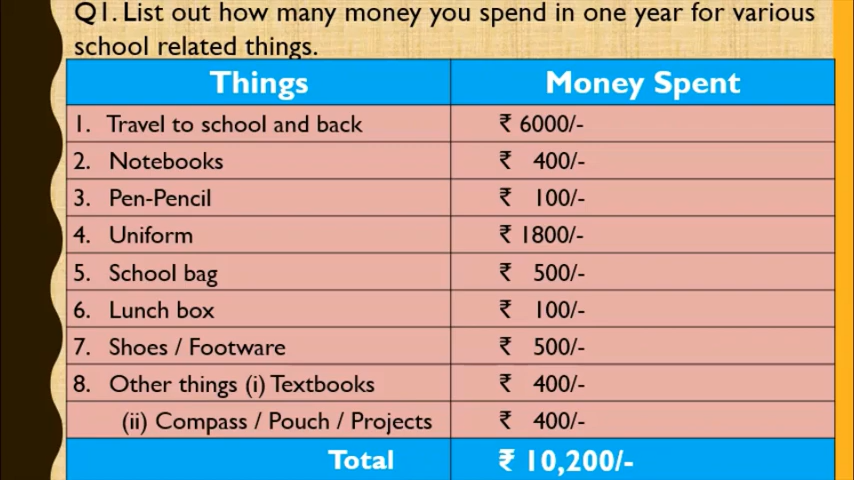 Q1. List out how many money you spend in one year for various
school related things.
Things Money Spent
1. Travel to school and back ₹ 6000/-
2. Notebooks ₹ 400/-
3. Pen-Pencil ₹ 100/-
4. Uniform ₹ 1800/-
5. School bag ₹ 500/-
6. Lunch box ₹ 100/-
7. Shoes / Footware ₹ 500/-
8. Other things (i) Textbooks ₹ 400/-
(ii) Compass / Pouch / Projects ₹ 400/-
Total ₹ 10,200/-